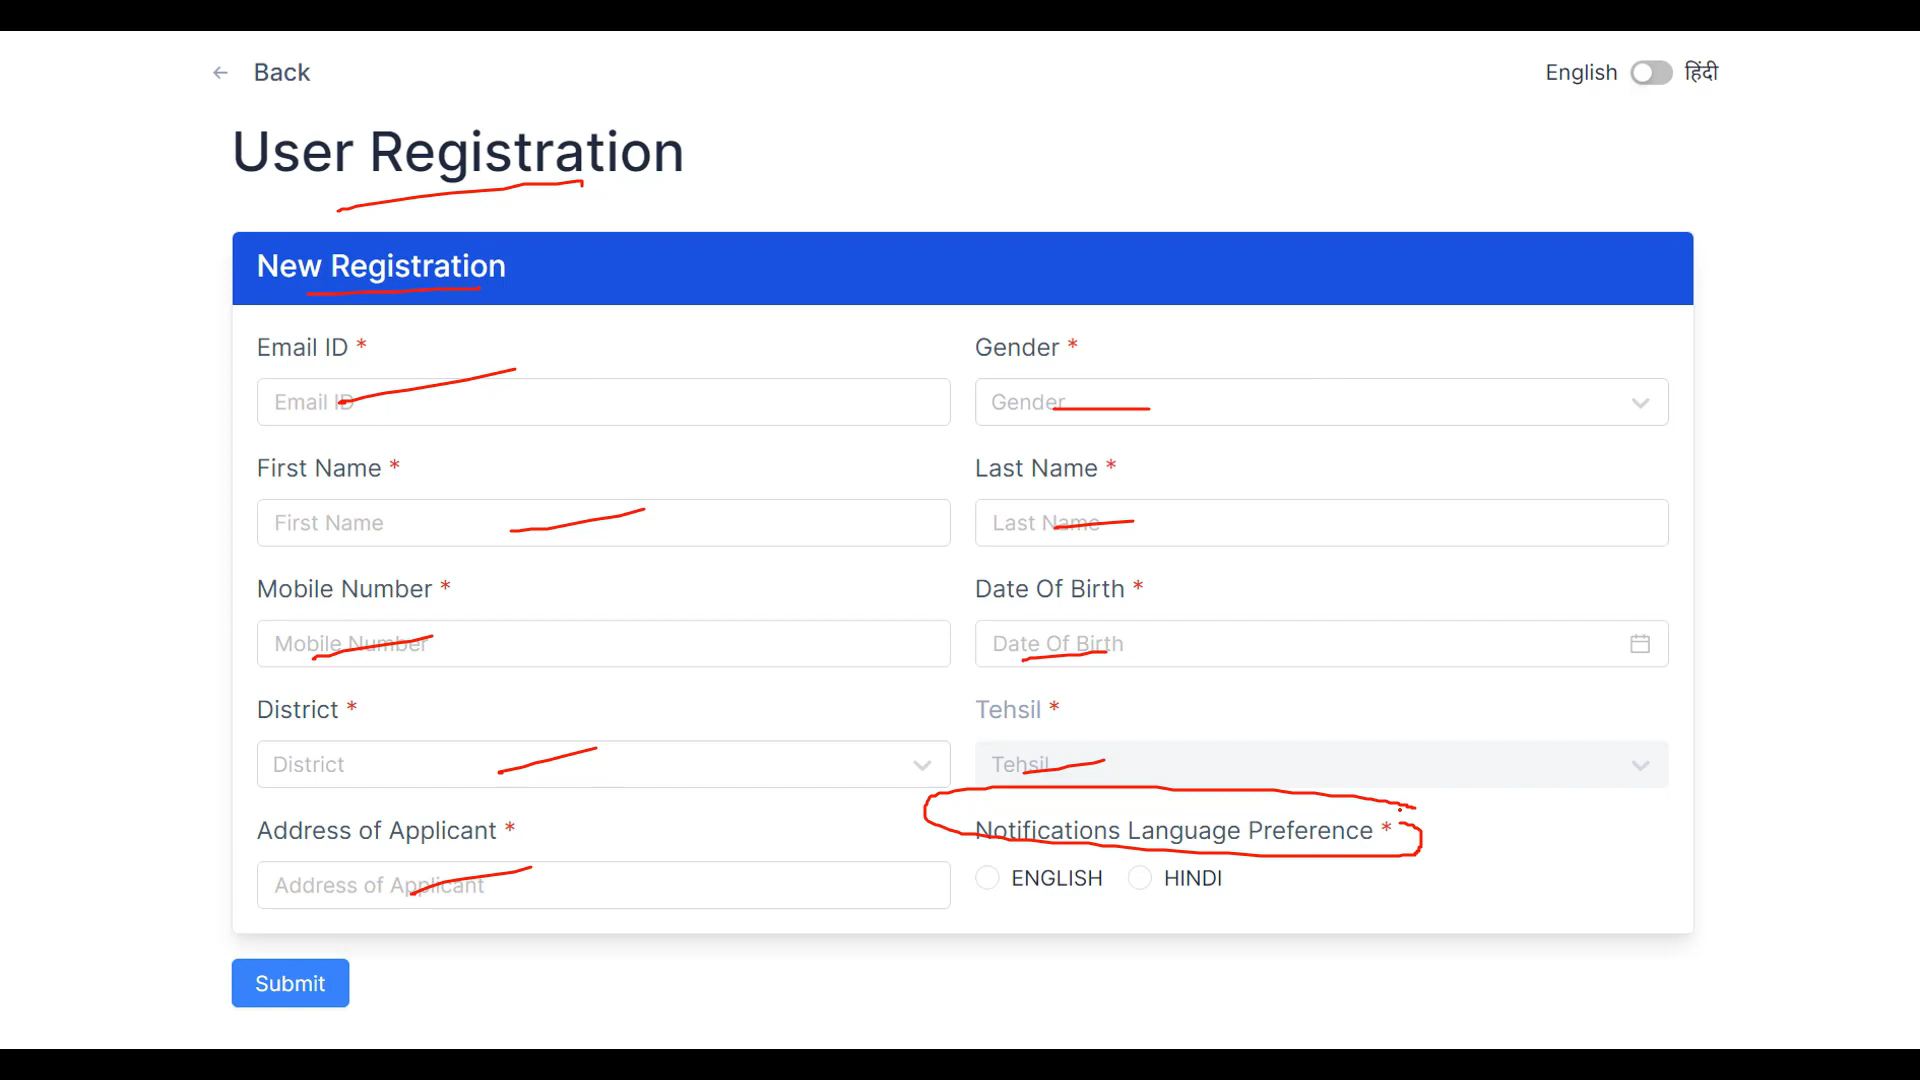 ← Back
English हिंदी
User Registration
New Registration
Email ID *
Gender *
Email ID
Gender
First Name *
Last Name *
First Name
Last Name
Mobile Number *
Date Of Birth *
Mobile Number
Date Of Birth
District *
Tehsil *
District
Tehsil
Address of Applicant *
Notifications Language Preference *
Address of Applicant
ENGLISH HINDI
Submit